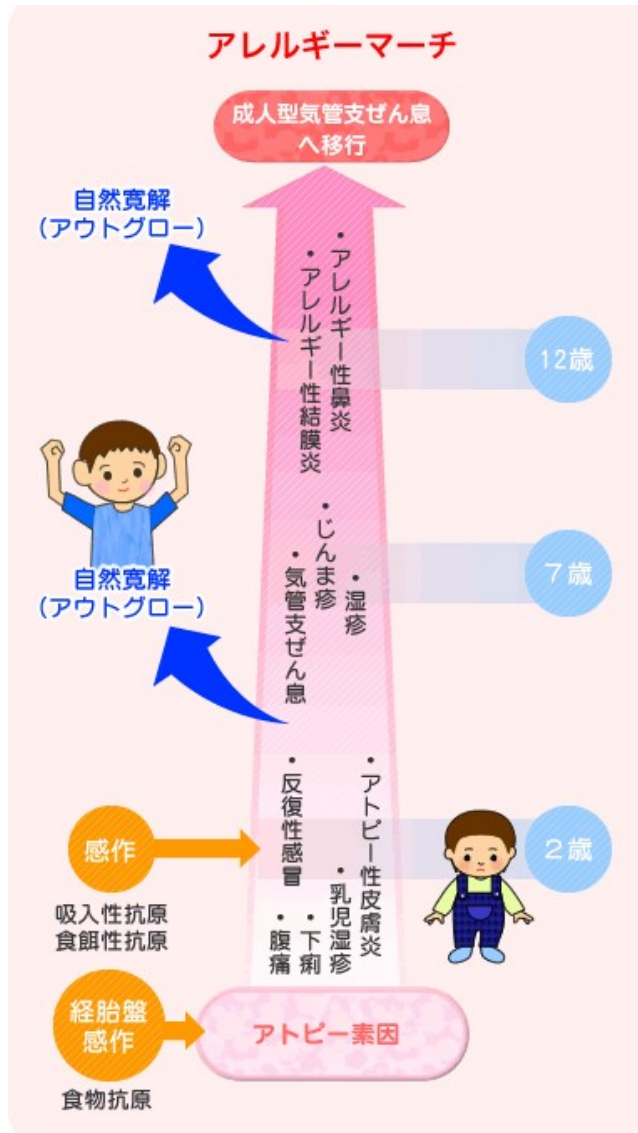 アレルギーマーチ
成人型気管支ぜん息
へ移行
自然寛解
（アウトグロー）
・アレルギー性鼻炎
・アレルギー性結膜炎
12歳
・湿疹
・じんま疹
・気管支ぜん息
7歳
自然寛解
（アウトグロー）
・アトピー性皮膚炎
・反復性感冒
2歳
感作
吸入性抗原
食餌性抗原
・乳児湿疹
・下痢
・腹痛
経胎盤
感作
アトピー素因
食物抗原